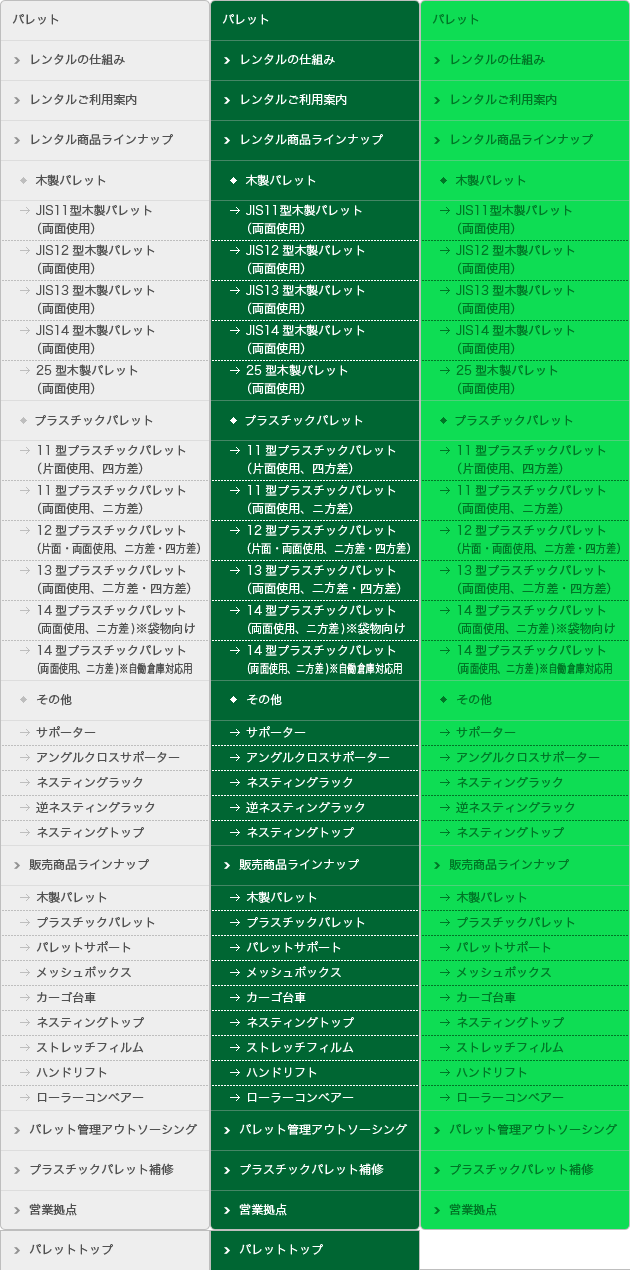 パレット
レンタルの仕組み
レンタルご利用案内
レンタル商品ラインナップ
木製パレット
JIS11型木製パレット
（両面使用）
JIS12 型木製パレット
（両面使用）
JIS13 型木製パレット
（両面使用）
JIS14 型木製パレット
（両面使用）
25 型木製パレット
（両面使用）
プラスチックパレット
11 型プラスチックパレット
（片面使用、四方差）
11 型プラスチックパレット
（両面使用、二方差）
12 型プラスチックパレット
（片面・両面使用、二方差・四方差）
13 型プラスチックパレット
（両面使用、二方差・四方差）
14 型プラスチックパレット
（両面使用、二方差 )※袋物向け
14 型プラスチックパレット
（両面使用、二方差 )※自働倉庫対応用
その他
サポーター
アングルクロスサポーター
ネスティングラック
逆ネスティングラック
ネスティングトップ
販売商品ラインナップ
木製パレット
プラスチックパレット
パレットサポート
メッシュボックス
カーゴ台車
ネスティングトップ
ストレッチフィルム
ハンドリフト
ローラーコンベアー
パレット管理アウトソーシング
プラスチックパレット補修
営業拠点
パレットトップ
パレット
レンタルの仕組み
レンタルご利用案内
レンタル商品ラインナップ
木製パレット
JIS11型木製パレット
（両面使用）
JIS12 型木製パレット
（両面使用）
JIS13 型木製パレット
（両面使用）
JIS14 型木製パレット
（両面使用）
25 型木製パレット
（両面使用）
プラスチックパレット
11 型プラスチックパレット
（片面使用、四方差）
11 型プラスチックパレット
（両面使用、二方差）
12 型プラスチックパレット
（片面・両面使用、二方差・四方差）
13 型プラスチックパレット
（両面使用、二方差・四方差）
14 型プラスチックパレット
（両面使用、二方差 )※袋物向け
14 型プラスチックパレット
（両面使用、二方差 )※自働倉庫対応用
その他
サポーター
アングルクロスサポーター
ネスティングラック
逆ネスティングラック
ネスティングトップ
販売商品ラインナップ
木製パレット
プラスチックパレット
パレットサポート
メッシュボックス
カーゴ台車
ネスティングトップ
ストレッチフィルム
ハンドリフト
ローラーコンベアー
パレット管理アウトソーシング
プラスチックパレット補修
営業拠点
パレットトップ
パレット
レンタルの仕組み
レンタルご利用案内
レンタル商品ラインナップ
木製パレット
JIS11型木製パレット
（両面使用）
JIS12 型木製パレット
（両面使用）
JIS13 型木製パレット
（両面使用）
JIS14 型木製パレット
（両面使用）
25 型木製パレット
（両面使用）
プラスチックパレット
11 型プラスチックパレット
（片面使用、四方差）
11 型プラスチックパレット
（両面使用、二方差）
12 型プラスチックパレット
（片面・両面使用、二方差・四方差）
13 型プラスチックパレット
（両面使用、二方差・四方差）
14 型プラスチックパレット
（両面使用、二方差 )※袋物向け
14 型プラスチックパレット
（両面使用、二方差 )※自働倉庫対応用
その他
サポーター
アングルクロスサポーター
ネスティングラック
逆ネスティングラック
ネスティングトップ
販売商品ラインナップ
木製パレット
プラスチックパレット
パレットサポート
メッシュボックス
カーゴ台車
ネスティングトップ
ストレッチフィルム
ハンドリフト
ローラーコンベアー
パレット管理アウトソーシング
プラスチックパレット補修
営業拠点